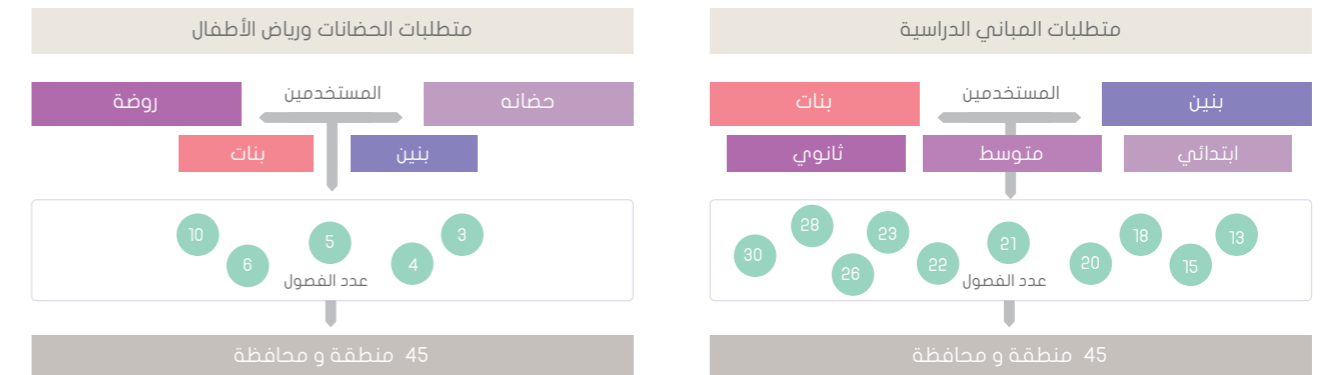 متطلبات المباني الدراسية
المستخدمين
بنين
بنات
ابتدائي
متوسط
ثانوي
13
15
18
20
21
22
23
26
28
30
عدد الفصول
45 منطقة و محافظة
متطلبات الحضانات ورياض الأطفال
المستخدمين
حضانه
روضة
بنين
بنات
3
4
5
6
10
عدد الفصول
45 منطقة و محافظة